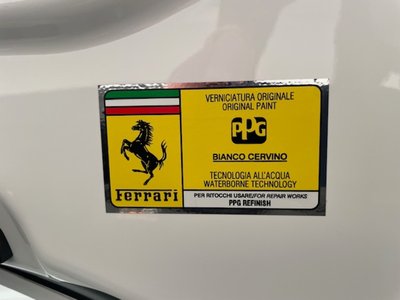 VERNICIATURA ORIGINALE
ORIGINAL PAINT
PPG
BIANCO CERVINO
TECNOLOGIA ALL'ACQUA
WATERBORNE TECHNOLOGY
PER RITOCCHI USARE/FOR REPAIR WORKS
PPG REFINISH
Ferrari